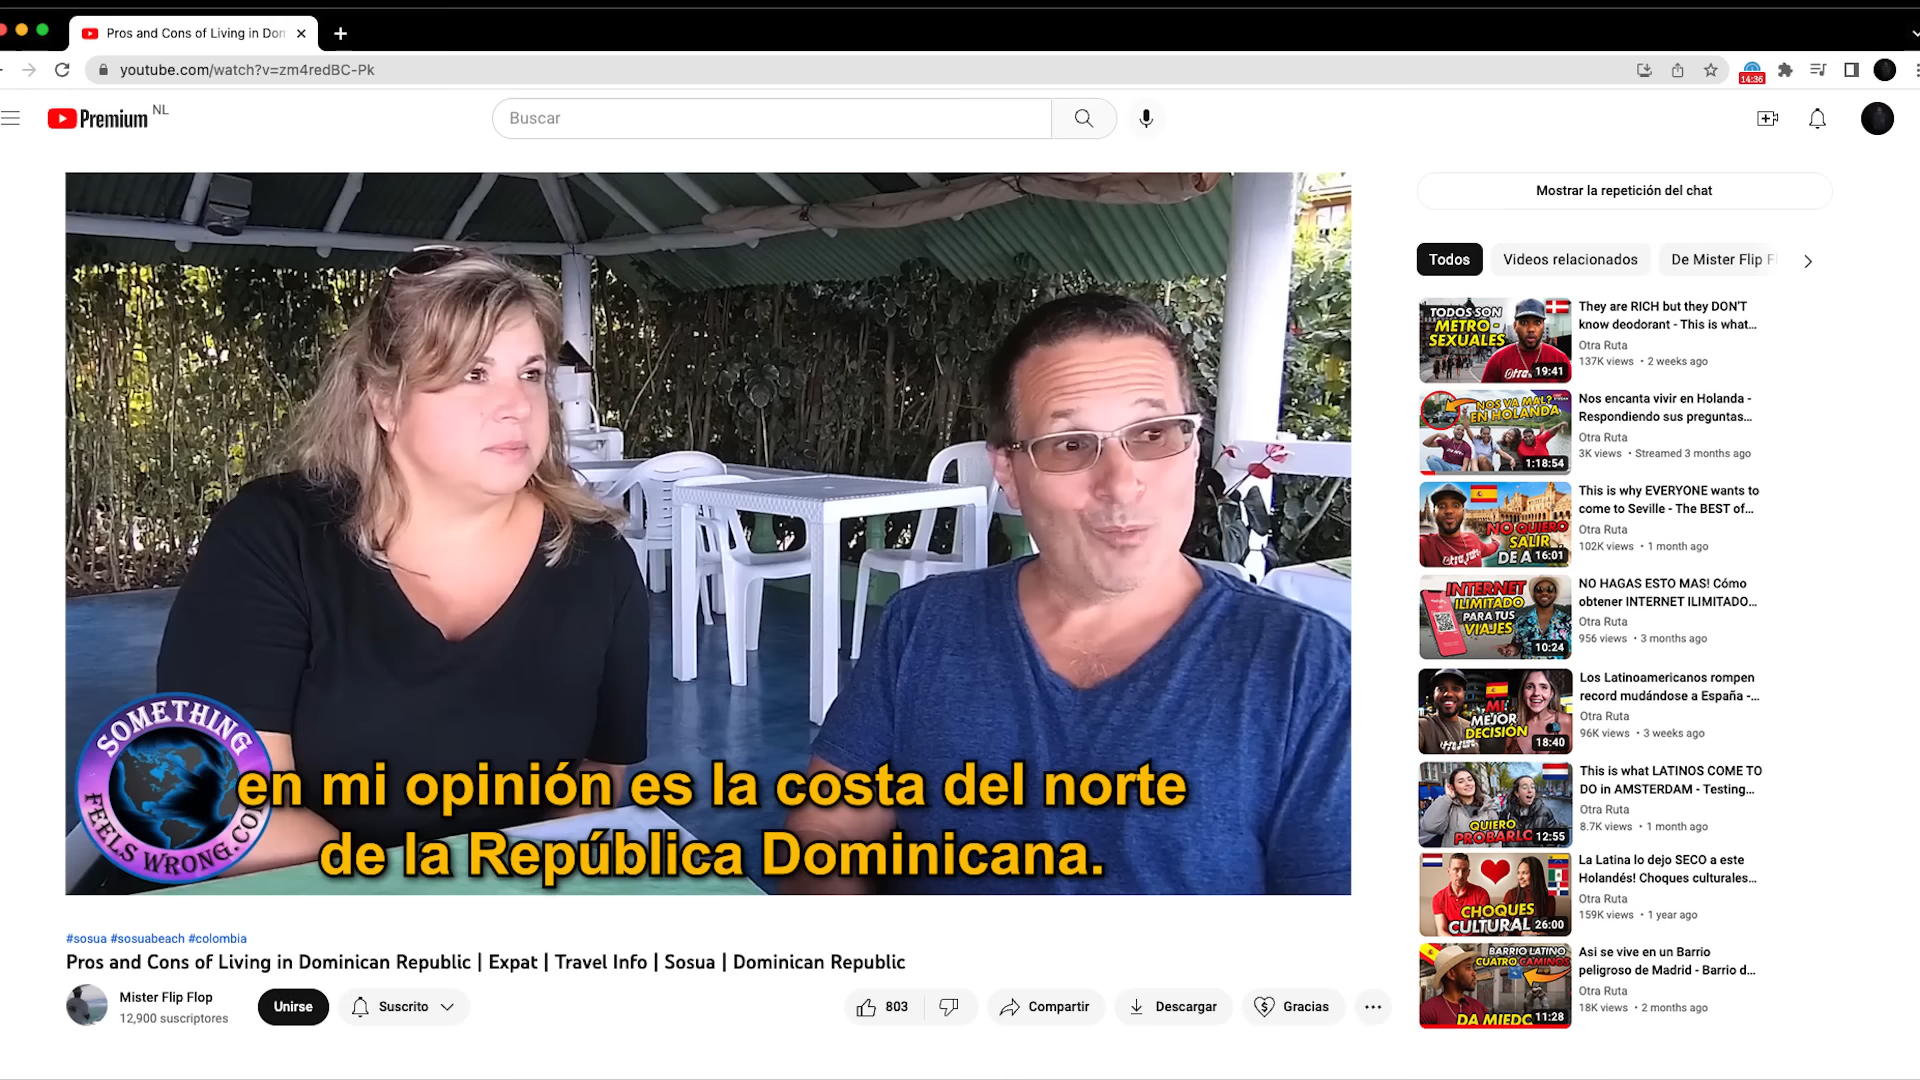 Pros and Cons of Living in Don
youtube.com/watch?v=zm4redBC-Pk
14:36
Premium NL
Buscar
SOMETHING
FEELS WRONG.CO
en mi opinión es la costa del norte
de la República Dominicana.
#sosua #sosuabeach #colombia
Pros and Cons of Living in Dominican Republic | Expat | Travel Info | Sosua | Dominican Republic
Mister Flip Flop
12,900 suscriptores
Unirse
Suscrito
803
Compartir
Descargar
Gracias
Mostrar la repetición del chat
Todos
Videos relacionados
De Mister Flip Fl
TODOS SON
METRO-
SEXUALES
19:41
They are RICH but they DON'T
know deodorant - This is what...
Otra Ruta
137K views • 2 weeks ago
NOS VA MAL?
EN HOLANDA
1:18:54
Nos encanta vivir en Holanda -
Respondiendo sus preguntas...
Otra Ruta
3K views • Streamed 3 months ago
NO QUIERO
SALIR
DE A
16:01
This is why EVERYONE wants to
come to Seville - The BEST of...
Otra Ruta
102K views • 1 month ago
INTERNET
ILIMITADO
PARA TUS
VIAJES
10:24
NO HAGAS ESTO MAS! Cómo
obtener INTERNET ILIMITADO...
Otra Ruta
956 views • 3 months ago
MI
MEJOR
DECISIÓN
18:40
Los Latinoamericanos rompen
record mudándose a España -...
Otra Ruta
96K views • 3 weeks ago
QUIERO
PROBARLO
12:55
This is what LATINOS COME TO
DO in AMSTERDAM - Testing...
Otra Ruta
8.7K views • 1 month ago
CHOQUES
CULTURAL
26:00
La Latina lo dejo SECO a este
Holandés! Choques culturales...
Otra Ruta
159K views • 1 year ago
BARRIO LATINO
CUATRO CAMINOS
DA MIEDO
11:28
Asi se vive en un Barrio
peligroso de Madrid - Barrio d...
Otra Ruta
18K views • 2 months ago